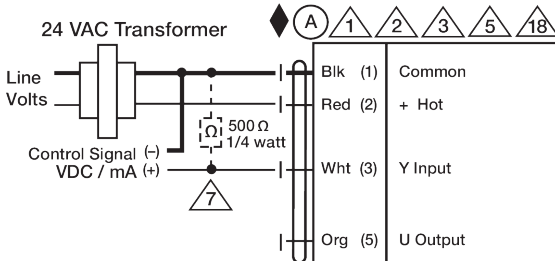 24 VAC Transformer
A 1 2 3 5 18
Line
Volts
Blk (1) Common
Red (2) + Hot
Ω 500 Ω
1/4 watt
Control Signal (–)
VDC / mA (+)
Wht (3) Y Input
7
Org (5) U Output